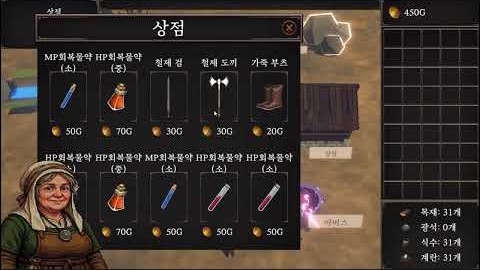 상점
450G
상점
MP회복물약 HP회복물약 철제 검 철제 도끼 가죽 부츠
(소) (중)
50G 70G 30G 30G 20G
HP회복물약 HP회복물약 MP회복물약 HP회복물약 HP회복물약
(중) (소) (소) (소)
70G 50G 50G 50G
목재: 31개
광석: 0개
식수: 31개
계란: 31개